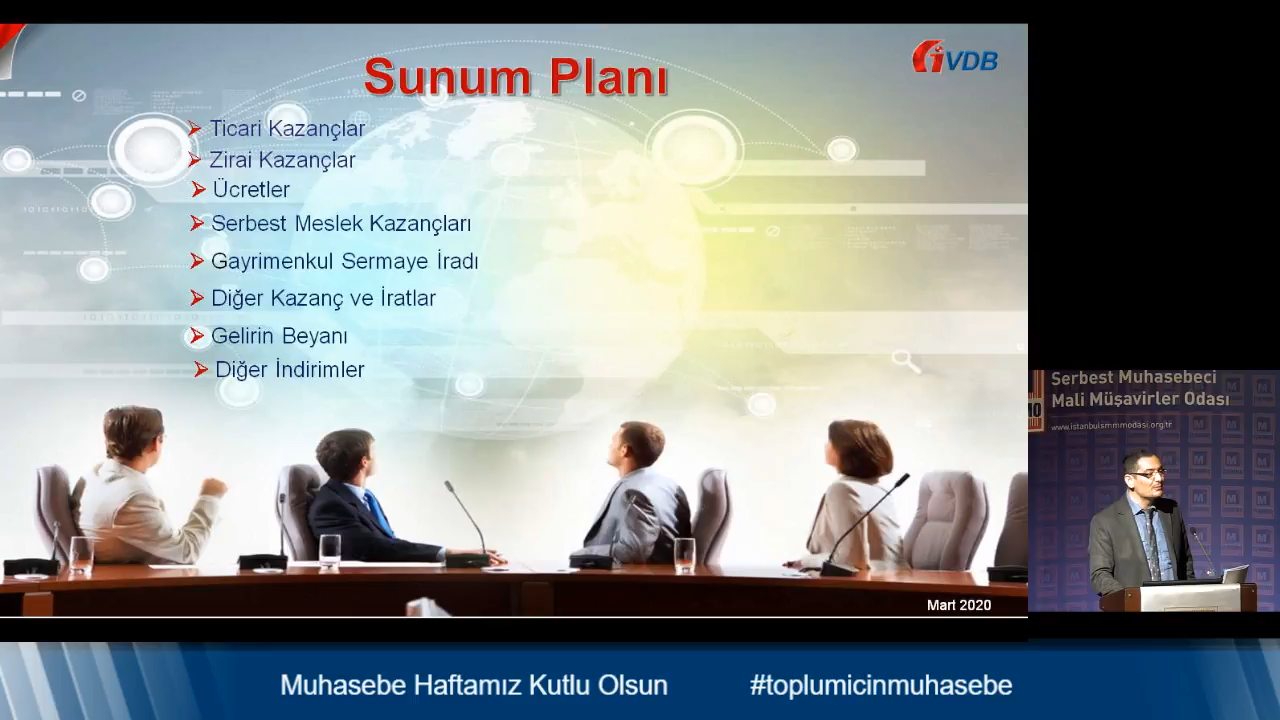 Sunum Planı
iVDB
Ticari Kazançlar
Zirai Kazançlar
Ücretler
Serbest Meslek Kazançları
Gayrimenkul Sermaye İradı
Diğer Kazanç ve İratlar
Gelirin Beyanı
Diğer İndirimler
Mart 2020
Serbest Muhasebeci
Mali Müşavirler Odası
www.istanbulsmmmodasi.org.tr
Muhasebe Haftamız Kutlu Olsun
#toplumicinmuhasebe